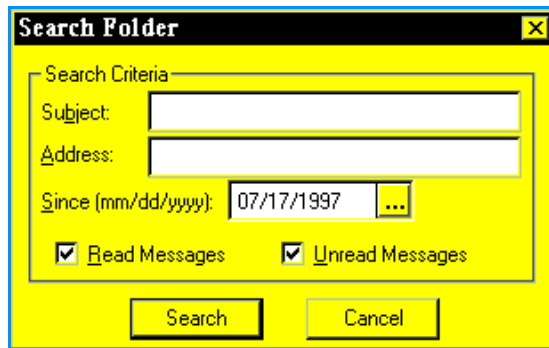 Search Folder
Search Criteria
Subject:
Address:
Since (mm/dd/yyyy): 07/17/1997 ...
Read Messages Unread Messages
Search Cancel